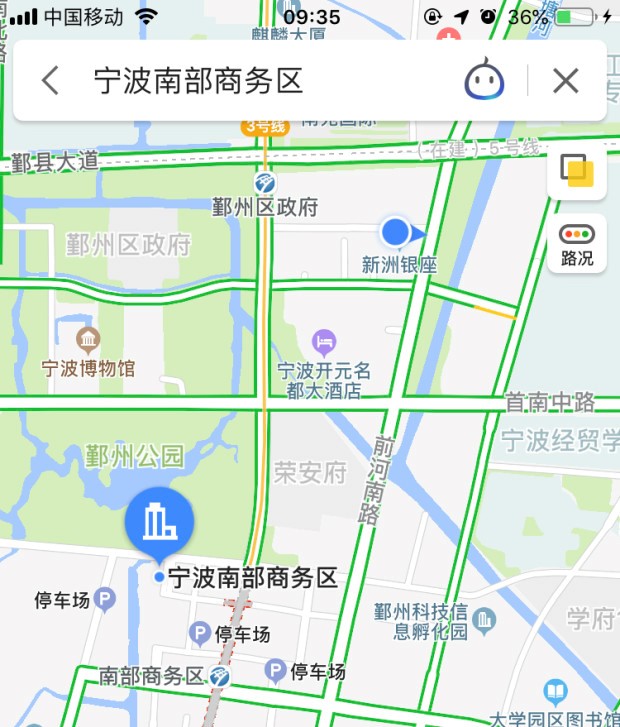 中国移动
09:35
36%
麒麟大厦
塘河
宁波南部商务区
3号线
(在建)-5号线
鄞县大道
鄞州区政府
鄞州区政府
路况
新洲银座
宁波博物馆
宁波开元名
都大酒店
首南中路
宁波经贸学
鄞州公园
前河南路
荣安府
宁波南部商务区
停车场
停车场
鄞州科技信
息孵化园
学府
南部商务区
停车场
大学园区图书馆